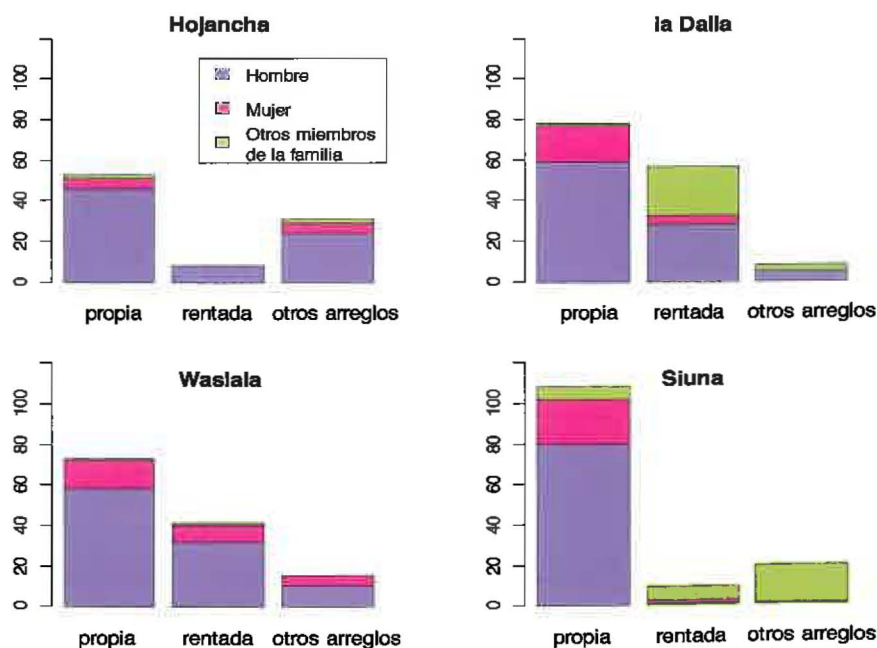 Hojancha
0 20 40 60 80 100
Hombre
Mujer
Otros miembros
de la familia
propia rentada otros arreglos
la Dalia
0 20 40 60 80 100
propia rentada otros arreglos
Waslala
0 20 40 60 80 100
propia rentada otros arreglos
Siuna
0 20 40 60 80 100
propia rentada otros arreglos